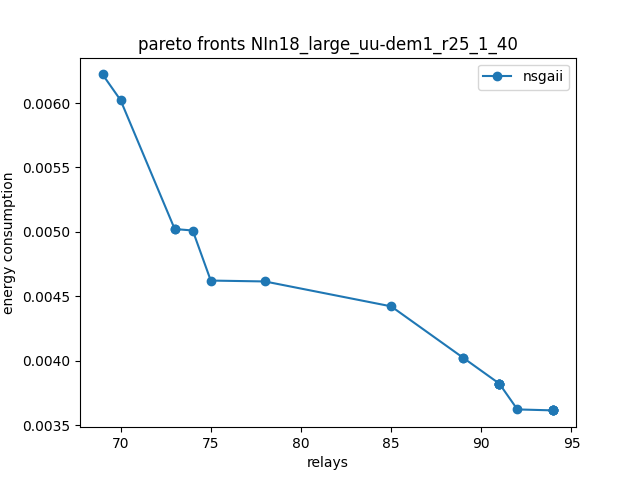 pareto fronts NIn18_large_uu-dem1_r25_1_40
nsgaii
0.0060
0.0055
0.0050
0.0045
0.0040
0.0035
energy consumption
70 75 80 85 90 95
relays